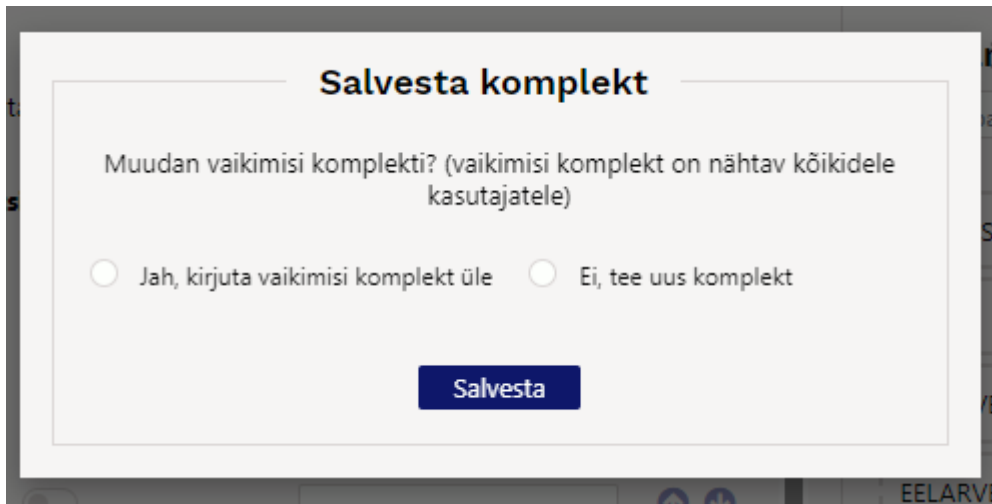 Salvesta komplekt
Muudan vaikimisi komplekti? (vaikimisi komplekt on nähtav kõikidele
kasutajatele)
Jah, kirjuta vaikimisi komplekt üle
Ei, tee uus komplekt
Salvesta